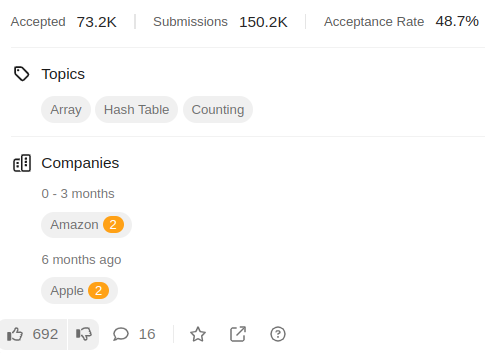 Accepted 73.2K Submissions 150.2K Acceptance Rate 48.7%
Topics
Array Hash Table Counting
Companies
0 - 3 months
Amazon 2
6 months ago
Apple 2
692 16